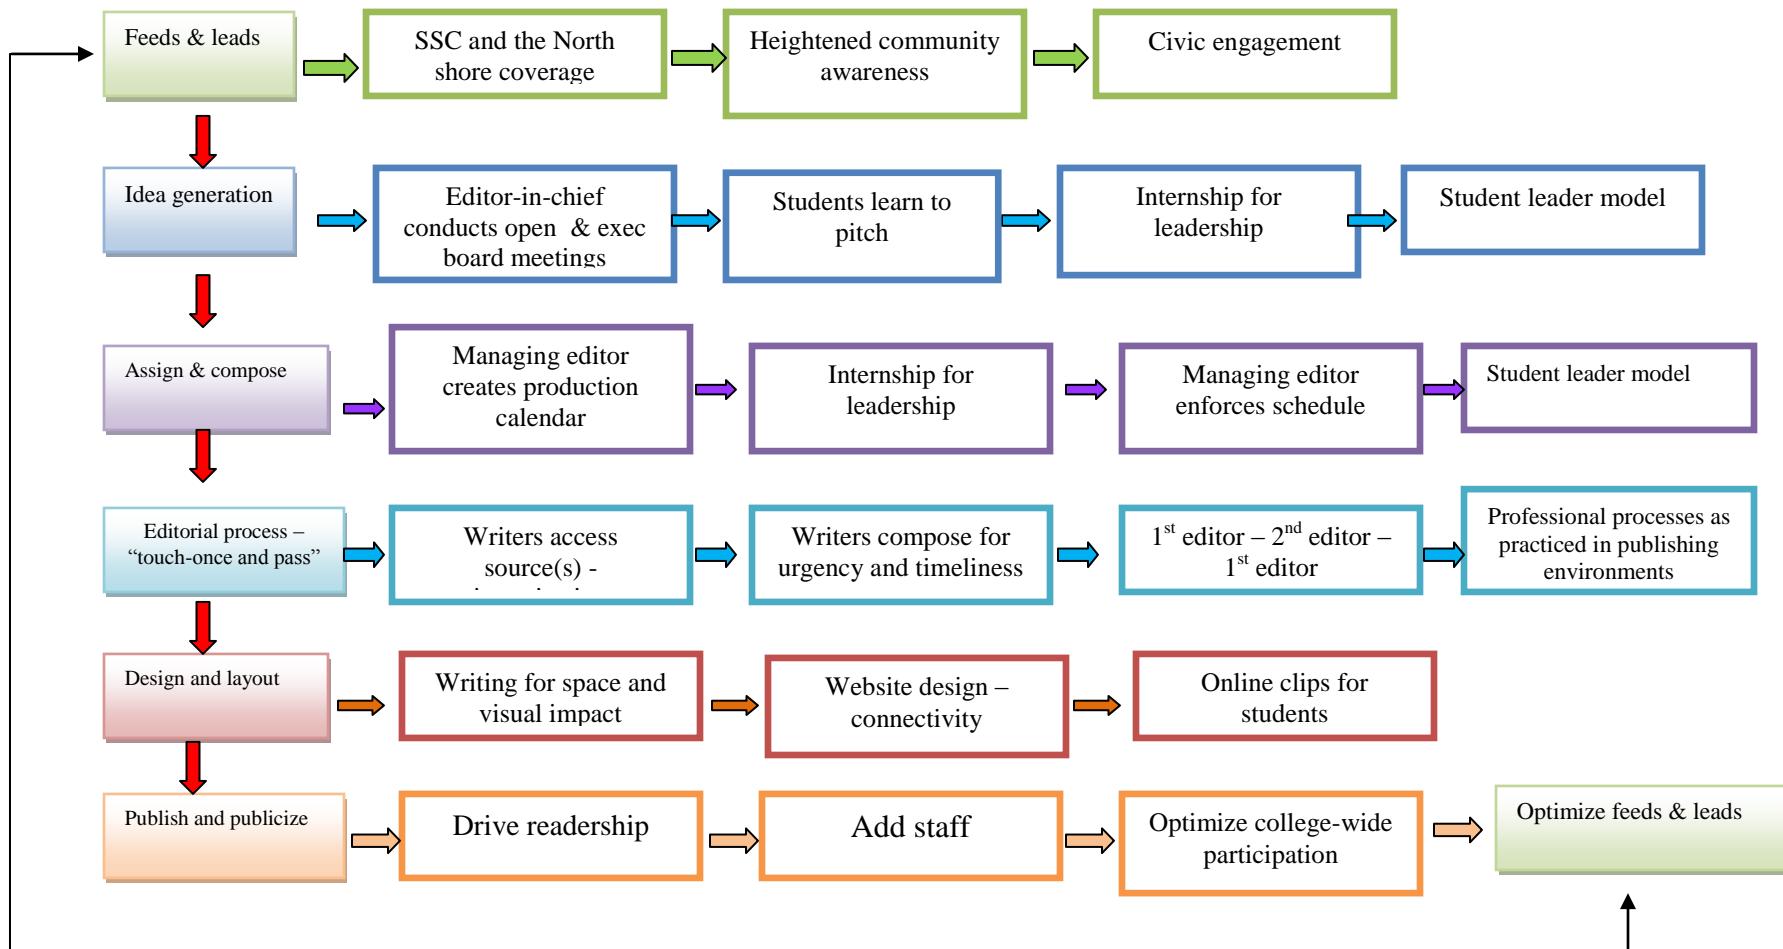 Feeds & leads
SSC and the North
shore coverage
Heightened community
awareness
Civic engagement
Idea generation
Editor-in-chief
conducts open & exec
board meetings
Students learn to
pitch
Internship for
leadership
Student leader model
Assign & compose
Managing editor
creates production
calendar
Internship for
leadership
Managing editor
enforces schedule
Student leader model
Editorial process –
“touch-once and pass”
Writers access
source(s) -
Writers compose for
urgency and timeliness
1st editor – 2nd editor –
1st editor
Professional processes as
practiced in publishing
environments
Design and layout
Writing for space and
visual impact
Website design –
connectivity
Online clips for
students
Publish and publicize
Drive readership
Add staff
Optimize college-wide
participation
Optimize feeds & leads